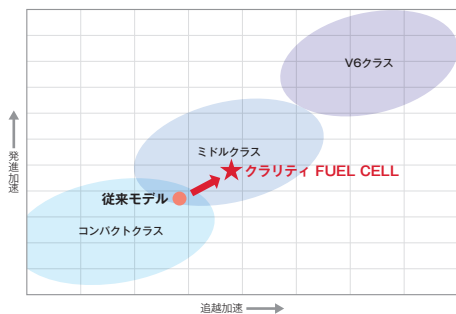 V6クラス
ミドルクラス
クラリティ FUEL CELL
従来モデル
コンパクトクラス
発進加速
追越加速